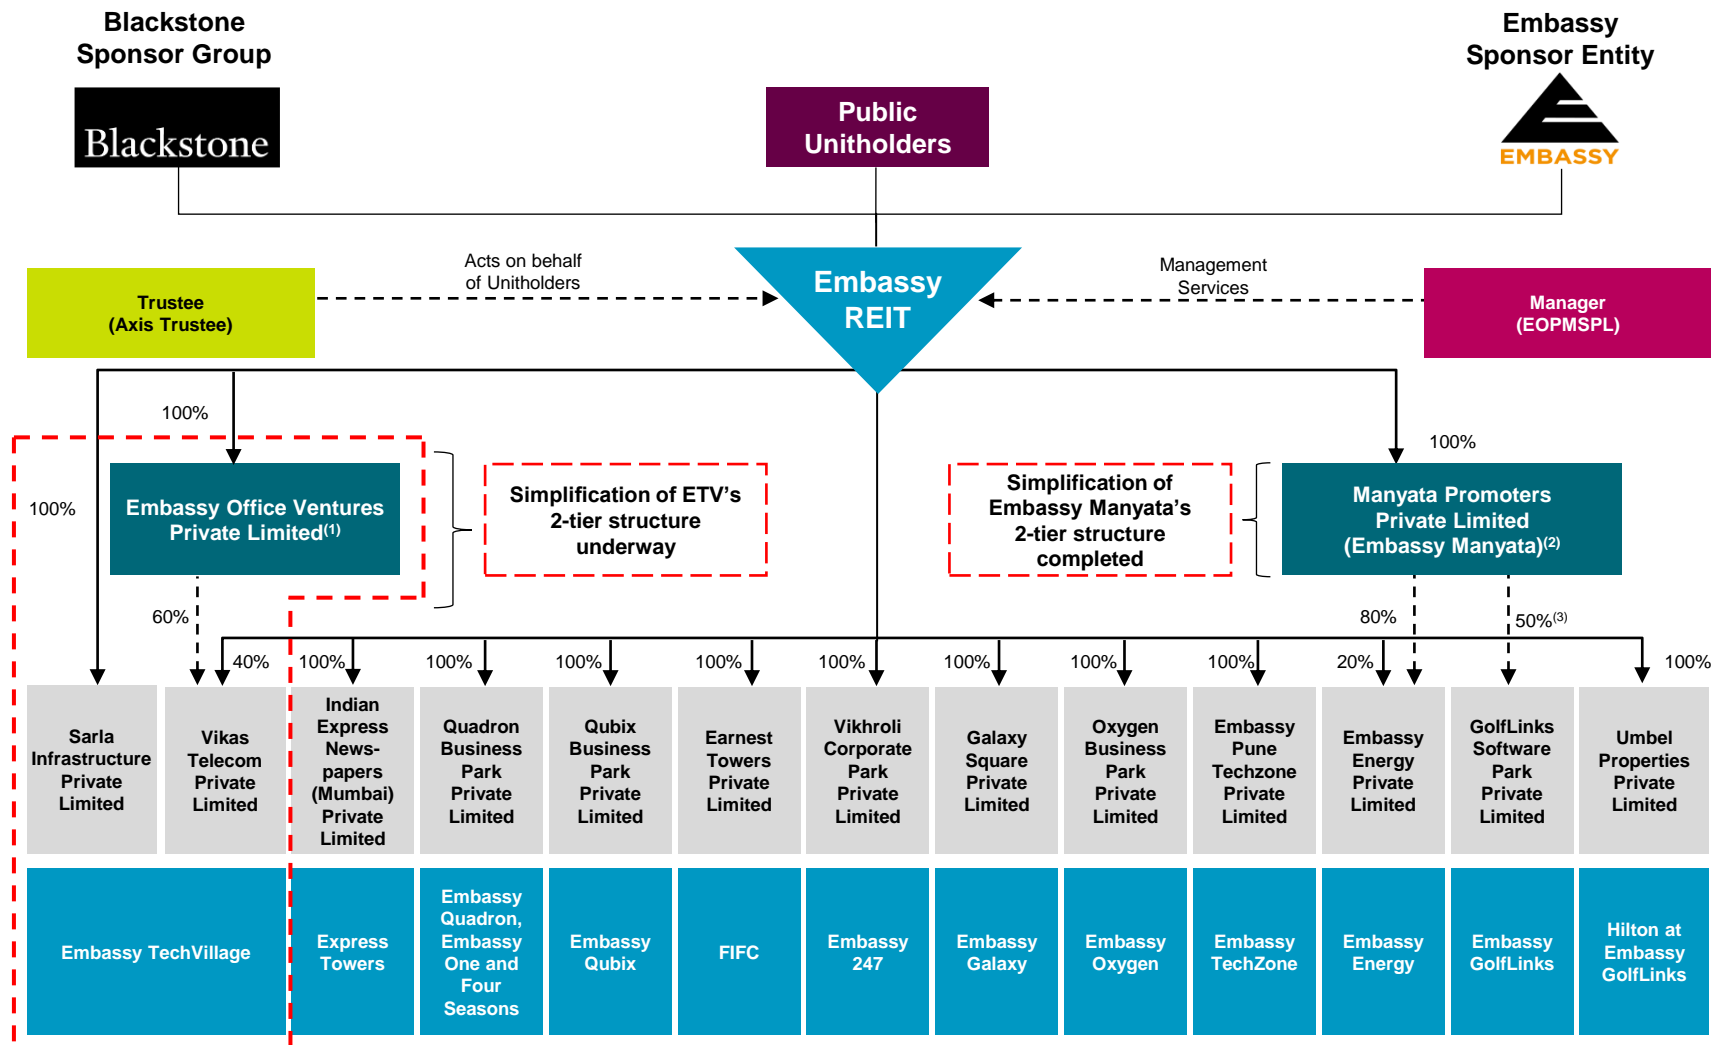 Blackstone
Sponsor Group
Blackstone
Public
Unitholders
Embassy
Sponsor Entity
EMBASSY
Trustee
(Axis Trustee)
Acts on behalf
of Unitholders
Embassy
REIT
Management
Services
Manager
(EOPMSPL)
100%
100%
100%
Embassy Office Ventures
Private Limited(1)
Simplification of ETV’s
2-tier structure
underway
Simplification of
Embassy Manyata’s
2-tier structure
completed
Manyata Promoters
Private Limited
(Embassy Manyata)(2)
60%
80%
50%(3)
40%
100%
100%
100%
100%
100%
100%
100%
100%
20%
100%
Sarla
Infrastructure
Private
Limited
Vikas
Telecom
Private
Limited
Indian
Express
News-
papers
(Mumbai)
Private
Limited
Quadron
Business
Park
Private
Limited
Qubix
Business
Park
Private
Limited
Earnest
Towers
Private
Limited
Vikhroli
Corporate
Park
Private
Limited
Galaxy
Square
Private
Limited
Oxygen
Business
Park
Private
Limited
Embassy
Pune
Techzone
Private
Limited
Embassy
Energy
Private
Limited
GolfLinks
Software
Park
Private
Limited
Umbel
Properties
Private
Limited
Embassy TechVillage
Express
Towers
Embassy
Quadron,
Embassy
One and
Four
Seasons
Embassy
Qubix
FIFC
Embassy
247
Embassy
Galaxy
Embassy
Oxygen
Embassy
TechZone
Embassy
Energy
Embassy
GolfLinks
Hilton at
Embassy
GolfLinks